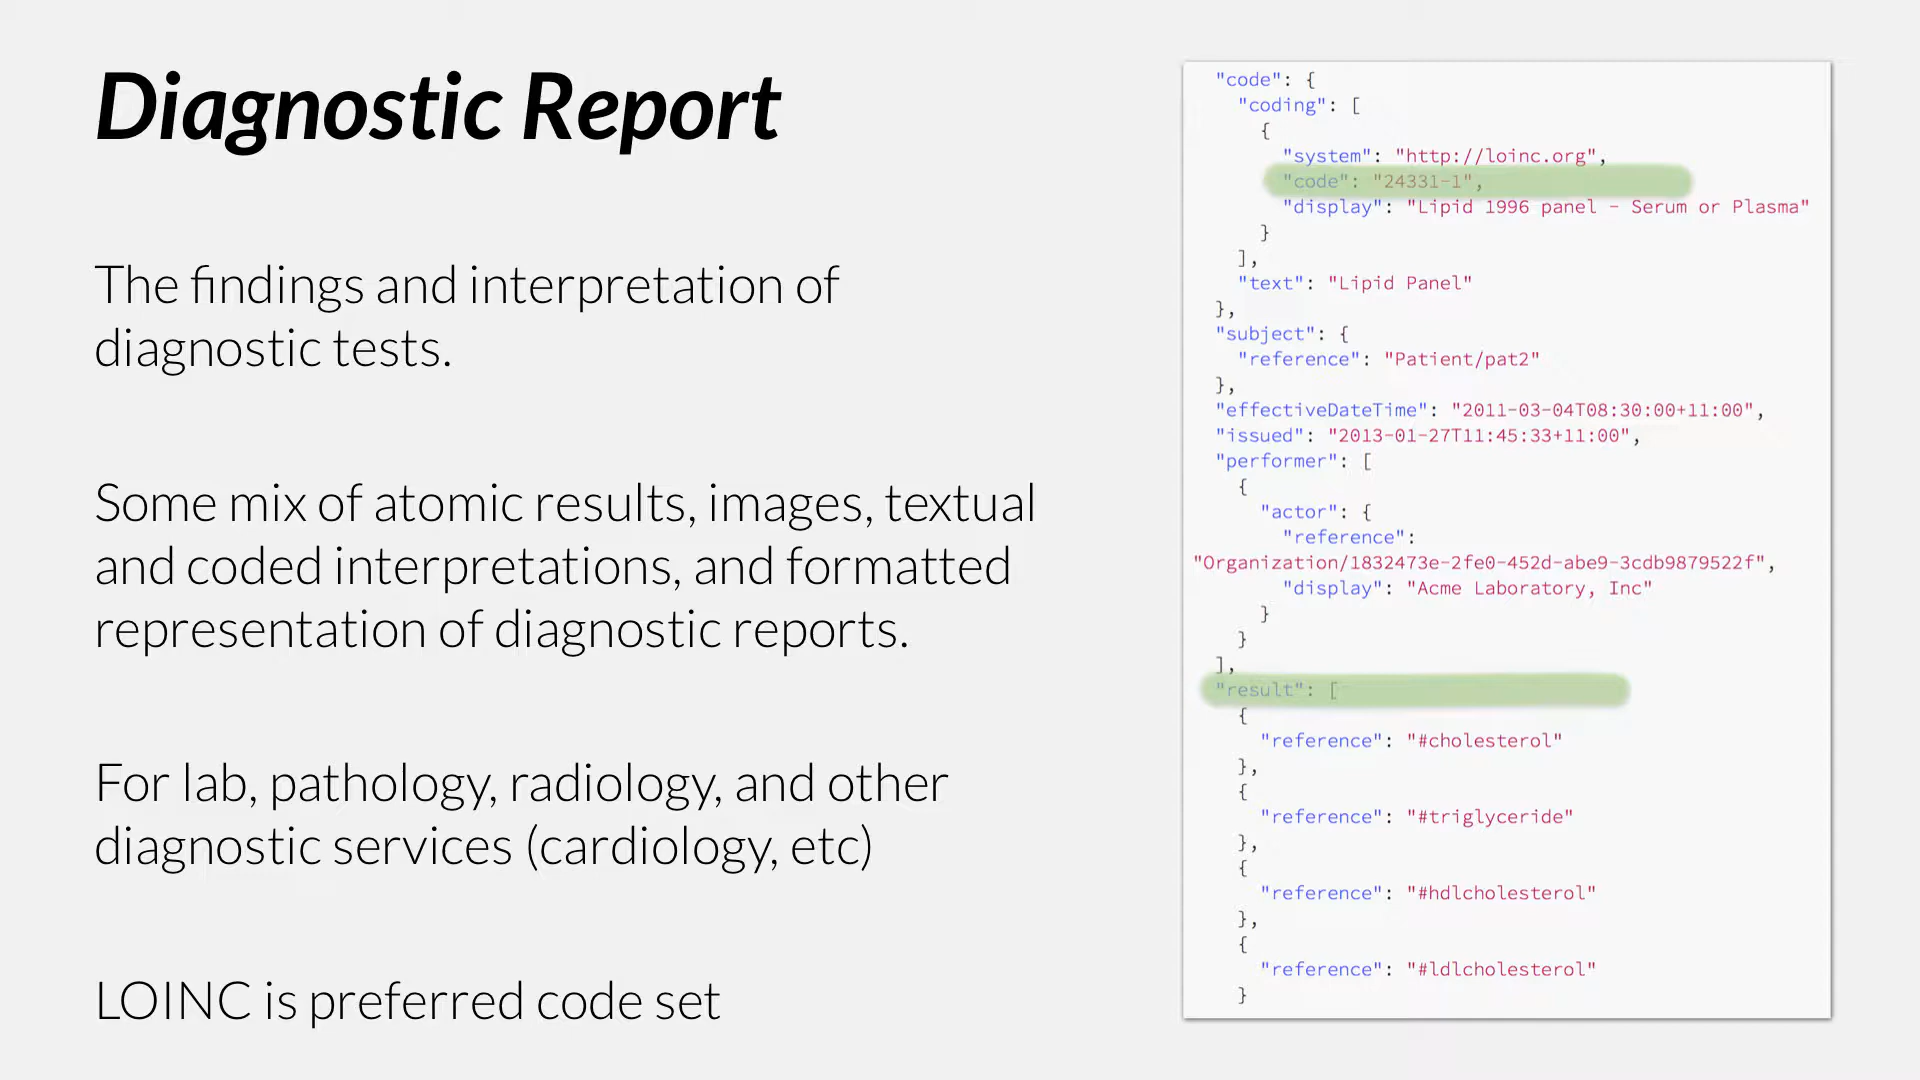 Diagnostic Report
The findings and interpretation of
diagnostic tests.
Some mix of atomic results, images, textual
and coded interpretations, and formatted
representation of diagnostic reports.
For lab, pathology, radiology, and other
diagnostic services (cardiology, etc)
LOINC is preferred code set
"code": {
"coding": [
{
"system": "http://loinc.org",
"code": "24331-1",
"display": "Lipid 1996 panel - Serum or Plasma"
}
],
"text": "Lipid Panel"
},
"subject": {
"reference": "Patient/pat2"
},
"effectiveDateTime": "2011-03-04T08:30:00+11:00",
"issued": "2013-01-27T11:45:33+11:00",
"performer": [
{
"actor": {
"reference":
"Organization/1832473e-2fe0-452d-abe9-3cdb9879522f",
"display": "Acme Laboratory, Inc"
}
}
],
"result": [
{
"reference": "#cholesterol"
},
{
"reference": "#triglyceride"
},
{
"reference": "#hdlcholesterol"
},
{
"reference": "#ldlcholesterol"
}